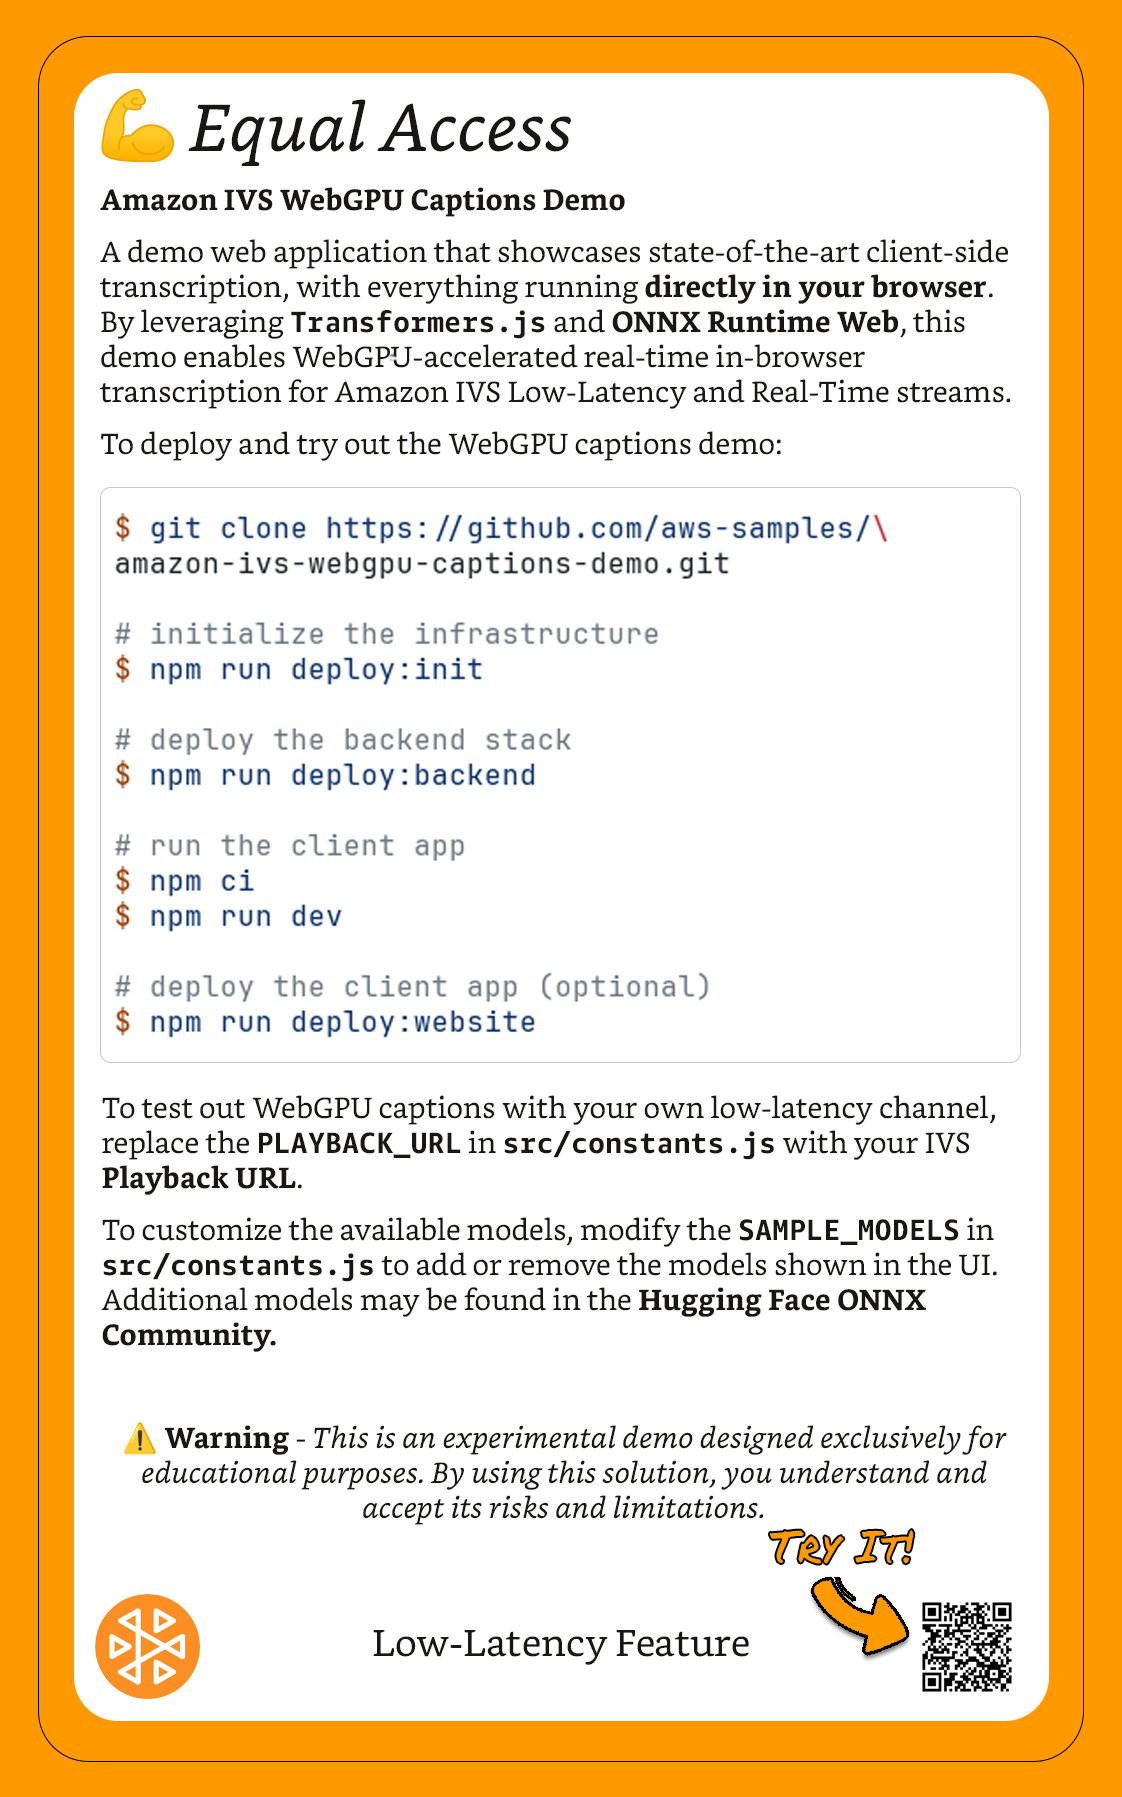 Equal Access
Amazon IVS WebGPU Captions Demo
A demo web application that showcases state-of-the-art client-side
transcription, with everything running directly in your browser.
By leveraging Transformers.js and ONNX Runtime Web, this
demo enables WebGPU-accelerated real-time in-browser
transcription for Amazon IVS Low-Latency and Real-Time streams.
To deploy and try out the WebGPU captions demo:
$ git clone https://github.com/aws-samples/\
amazon-ivs-webgpu-captions-demo.git
# initialize the infrastructure
$ npm run deploy:init
# deploy the backend stack
$ npm run deploy:backend
# run the client app
$ npm ci
$ npm run dev
# deploy the client app (optional)
$ npm run deploy:website
To test out WebGPU captions with your own low-latency channel,
replace the PLAYBACK_URL in src/constants.js with your IVS
Playback URL.
To customize the available models, modify the SAMPLE_MODELS in
src/constants.js to add or remove the models shown in the UI.
Additional models may be found in the Hugging Face ONNX
Community.
⚠️ Warning - This is an experimental demo designed exclusively for
educational purposes. By using this solution, you understand and
accept its risks and limitations.
Try It!
Low-Latency Feature